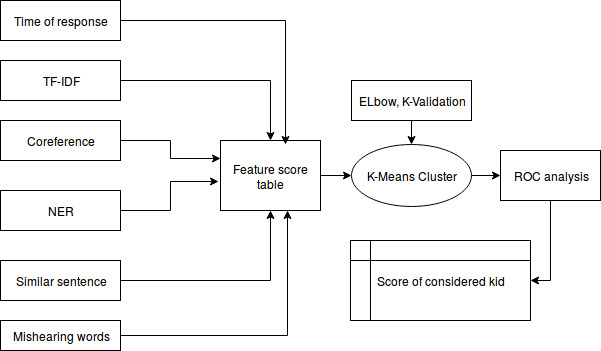 Time of response
TF-IDF
ELbow, K-Validation
Coreference
Feature score
table
K-Means Cluster
ROC analysis
NER
Similar sentence
Score of considered kid
Mishearing words